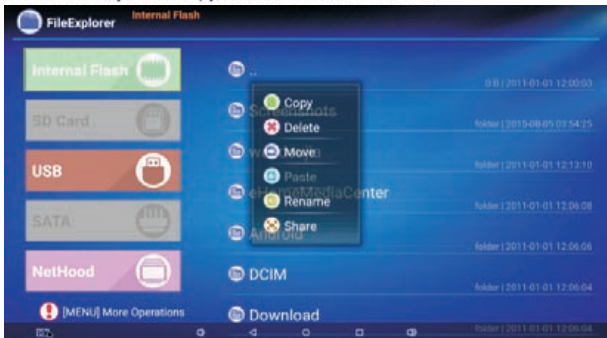 FileExplorer
Internal Flash
Internal Flash
SD Card
USB
SATA
NetHood
[MENU] More Operations
..
0 B | 2011-01-01 12:00:03
Screenshots
folder | 2015-08-05 03:54:25
folder | 2011-01-01 12:13:10
eHomeMediaCenter
folder | 2011-01-01 12:06:08
Android
folder | 2011-01-01 12:06:06
DCIM
folder | 2011-01-01 12:06:04
Download
folder | 2011-01-01 12:06:04
Copy
Delete
Move
Paste
Rename
Share